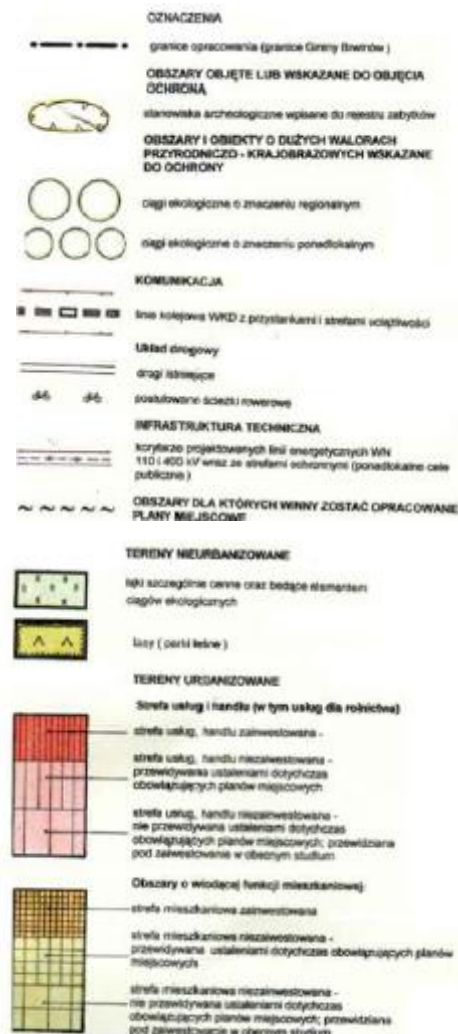 OZNACZENIA
granice opracowania (granice Gminy Brwinów )
OBSZARY OBJĘTE LUB WSKAZANE DO OBJĘCIA
OCHRONĄ
stanowiska archeologiczne wpisane do rejestru zabytków
OBSZARY I OBIEKTY O DUŻYCH WALORACH
PRZYRODNICZO - KRAJOBRAZOWYCH WSKAZANE
DO OCHRONY
ciągi ekologiczne o znaczeniu regionalnym
ciągi ekologiczne o znaczeniu ponadlokalnym
KOMUNIKACJA
linie kolejowa WKD z przystankami i strefami uciążliwości
Układ drogowy
drogi istniejące
postulowane ścieżki rowerowe
INFRASTRUKTURA TECHNICZNA
korytarze projektowanych linii energetycznych WN
110 i 400 kV wraz ze strefami ochronnymi (ponadlokalne cele
publiczne )
OBSZARY DLA KTÓRYCH WINNY ZOSTAĆ OPRACOWANE
PLANY MIEJSCOWE
TERENY NIEURBANIZOWANE
łąki szczególnie cenne oraz będące elementem
ciągów ekologicznych
lasy ( parki leśne )
TERENY URBANIZOWANE
Strefa usług i handlu (w tym usług dla rolnictwa)
strefa usług, handlu zainwestowana -
strefa usług, handlu niezainwestowana -
przewidywana ustaleniami dotychczas
obowiązujących planów miejscowych
strefa usług, handlu niezainwestowana -
nie przewidywana ustaleniami dotychczas
obowiązujących planów miejscowych; przewidziana
pod zainwestowanie w obecnym studium
Obszary o wiodącej funkcji mieszkaniowej:
strefa mieszkaniowa zainwestowana
strefa mieszkaniowa niezainwestowana -
przewidywana ustaleniami dotychczas obowiązujących planów
miejscowych
strefa mieszkaniowa niezainwestowana -
nie przewidywana ustaleniami dotychczas
obowiązujących planów miejscowych; przewidziana
pod zainwestowanie w obecnym studium